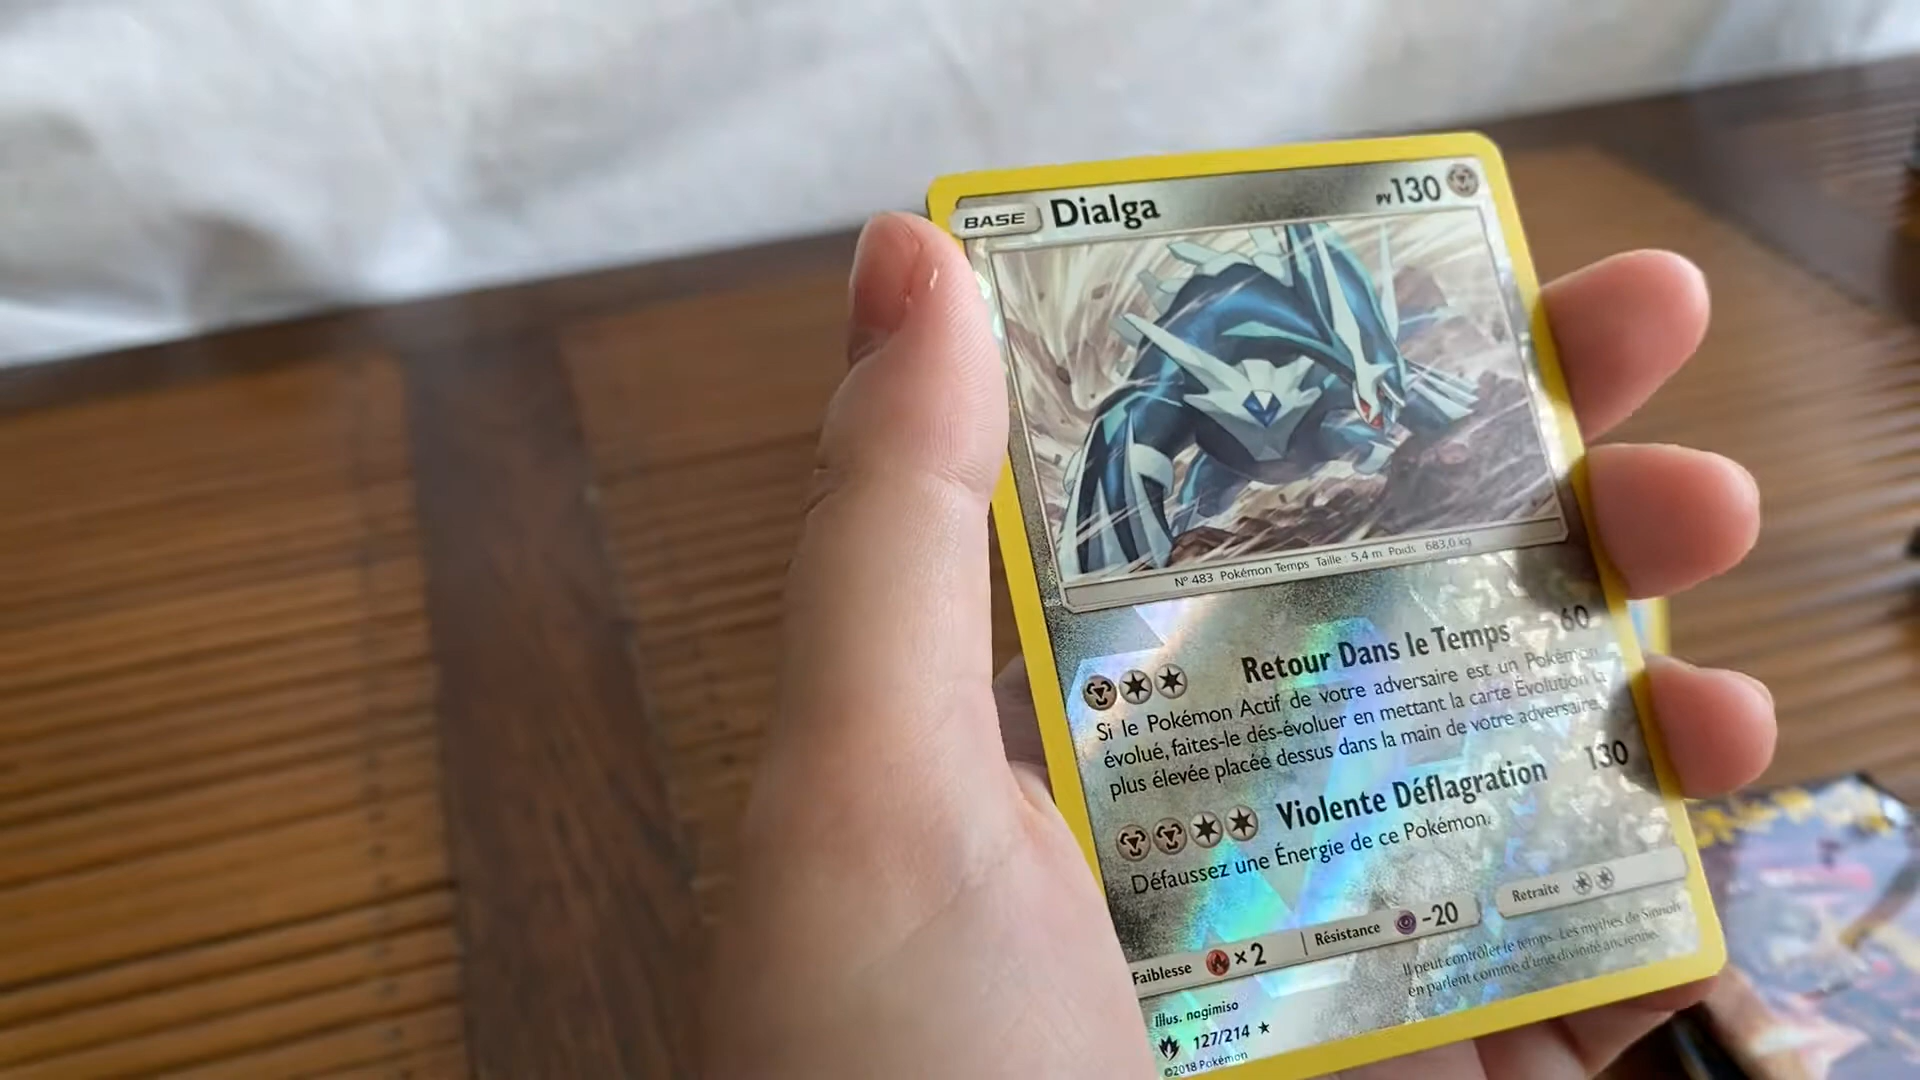 BASE Dialga PV130
N° 483 Pokémon Temps Taille : 5,4 m Poids 683,0 kg
Retour Dans le Temps 60
Si le Pokémon Actif de votre adversaire est un Pokémon
évolué, faites-le dés-évoluer en mettant la carte Évolution la
plus élevée placée dessus dans la main de votre adversaire.
Violente Déflagration 130
Défaussez une Énergie de ce Pokémon.
Faiblesse ×2 Résistance -20 Retraite
Il peut contrôler le temps. Les mythes de Sinnoh
en parlent comme d'une divinité ancienne.
Illus. nagimiso
127/214 ★
©2018 Pokémon